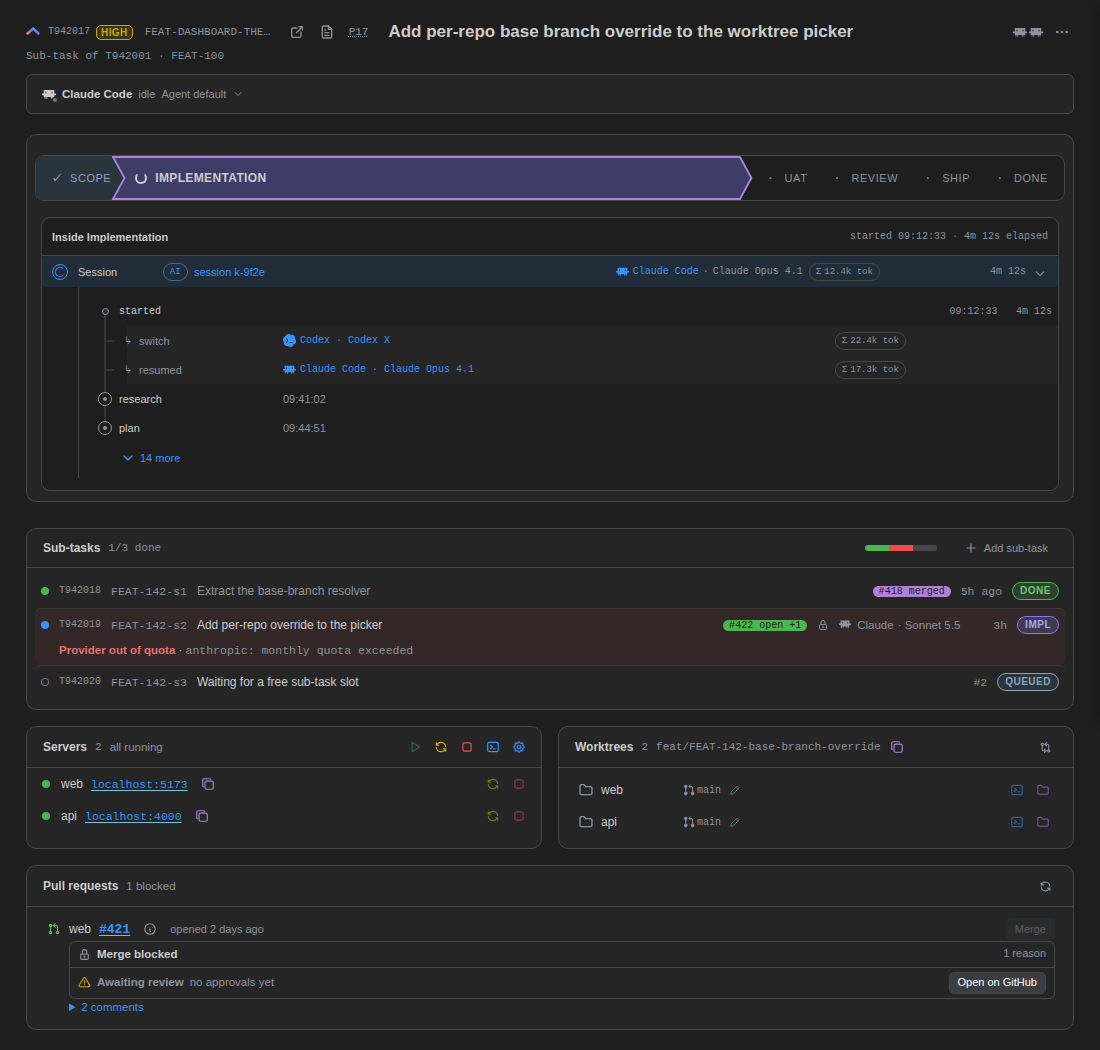 T942017 HIGH FEAT-DASHBOARD-THE… P17 Add per-repo base branch override to the worktree picker
Sub-task of T942001 · FEAT-100
Claude Code idle Agent default
SCOPE IMPLEMENTATION · UAT · REVIEW · SHIP · DONE
Inside Implementation started 09:12:33 · 4m 12s elapsed
Session AI session k-9f2e Claude Code · Claude Opus 4.1 Σ 12.4k tok 4m 12s
started 09:12:33 4m 12s
↳ switch Codex · Codex X Σ 22.4k tok
↳ resumed Claude Code · Claude Opus 4.1 Σ 17.3k tok
research 09:41:02
plan 09:44:51
14 more
Sub-tasks 1/3 done Add sub-task
T942018 FEAT-142-s1 Extract the base-branch resolver #418 merged 5h ago DONE
T942019 FEAT-142-s2 Add per-repo override to the picker #422 open +1 Claude · Sonnet 5.5 3h IMPL
Provider out of quota · anthropic: monthly quota exceeded
T942020 FEAT-142-s3 Waiting for a free sub-task slot #2 QUEUED
Servers 2 all running
web localhost:5173
api localhost:4000
Worktrees 2 feat/FEAT-142-base-branch-override
web main
api main
Pull requests 1 blocked
web #421 opened 2 days ago Merge
Merge blocked 1 reason
Awaiting review no approvals yet Open on GitHub
2 comments